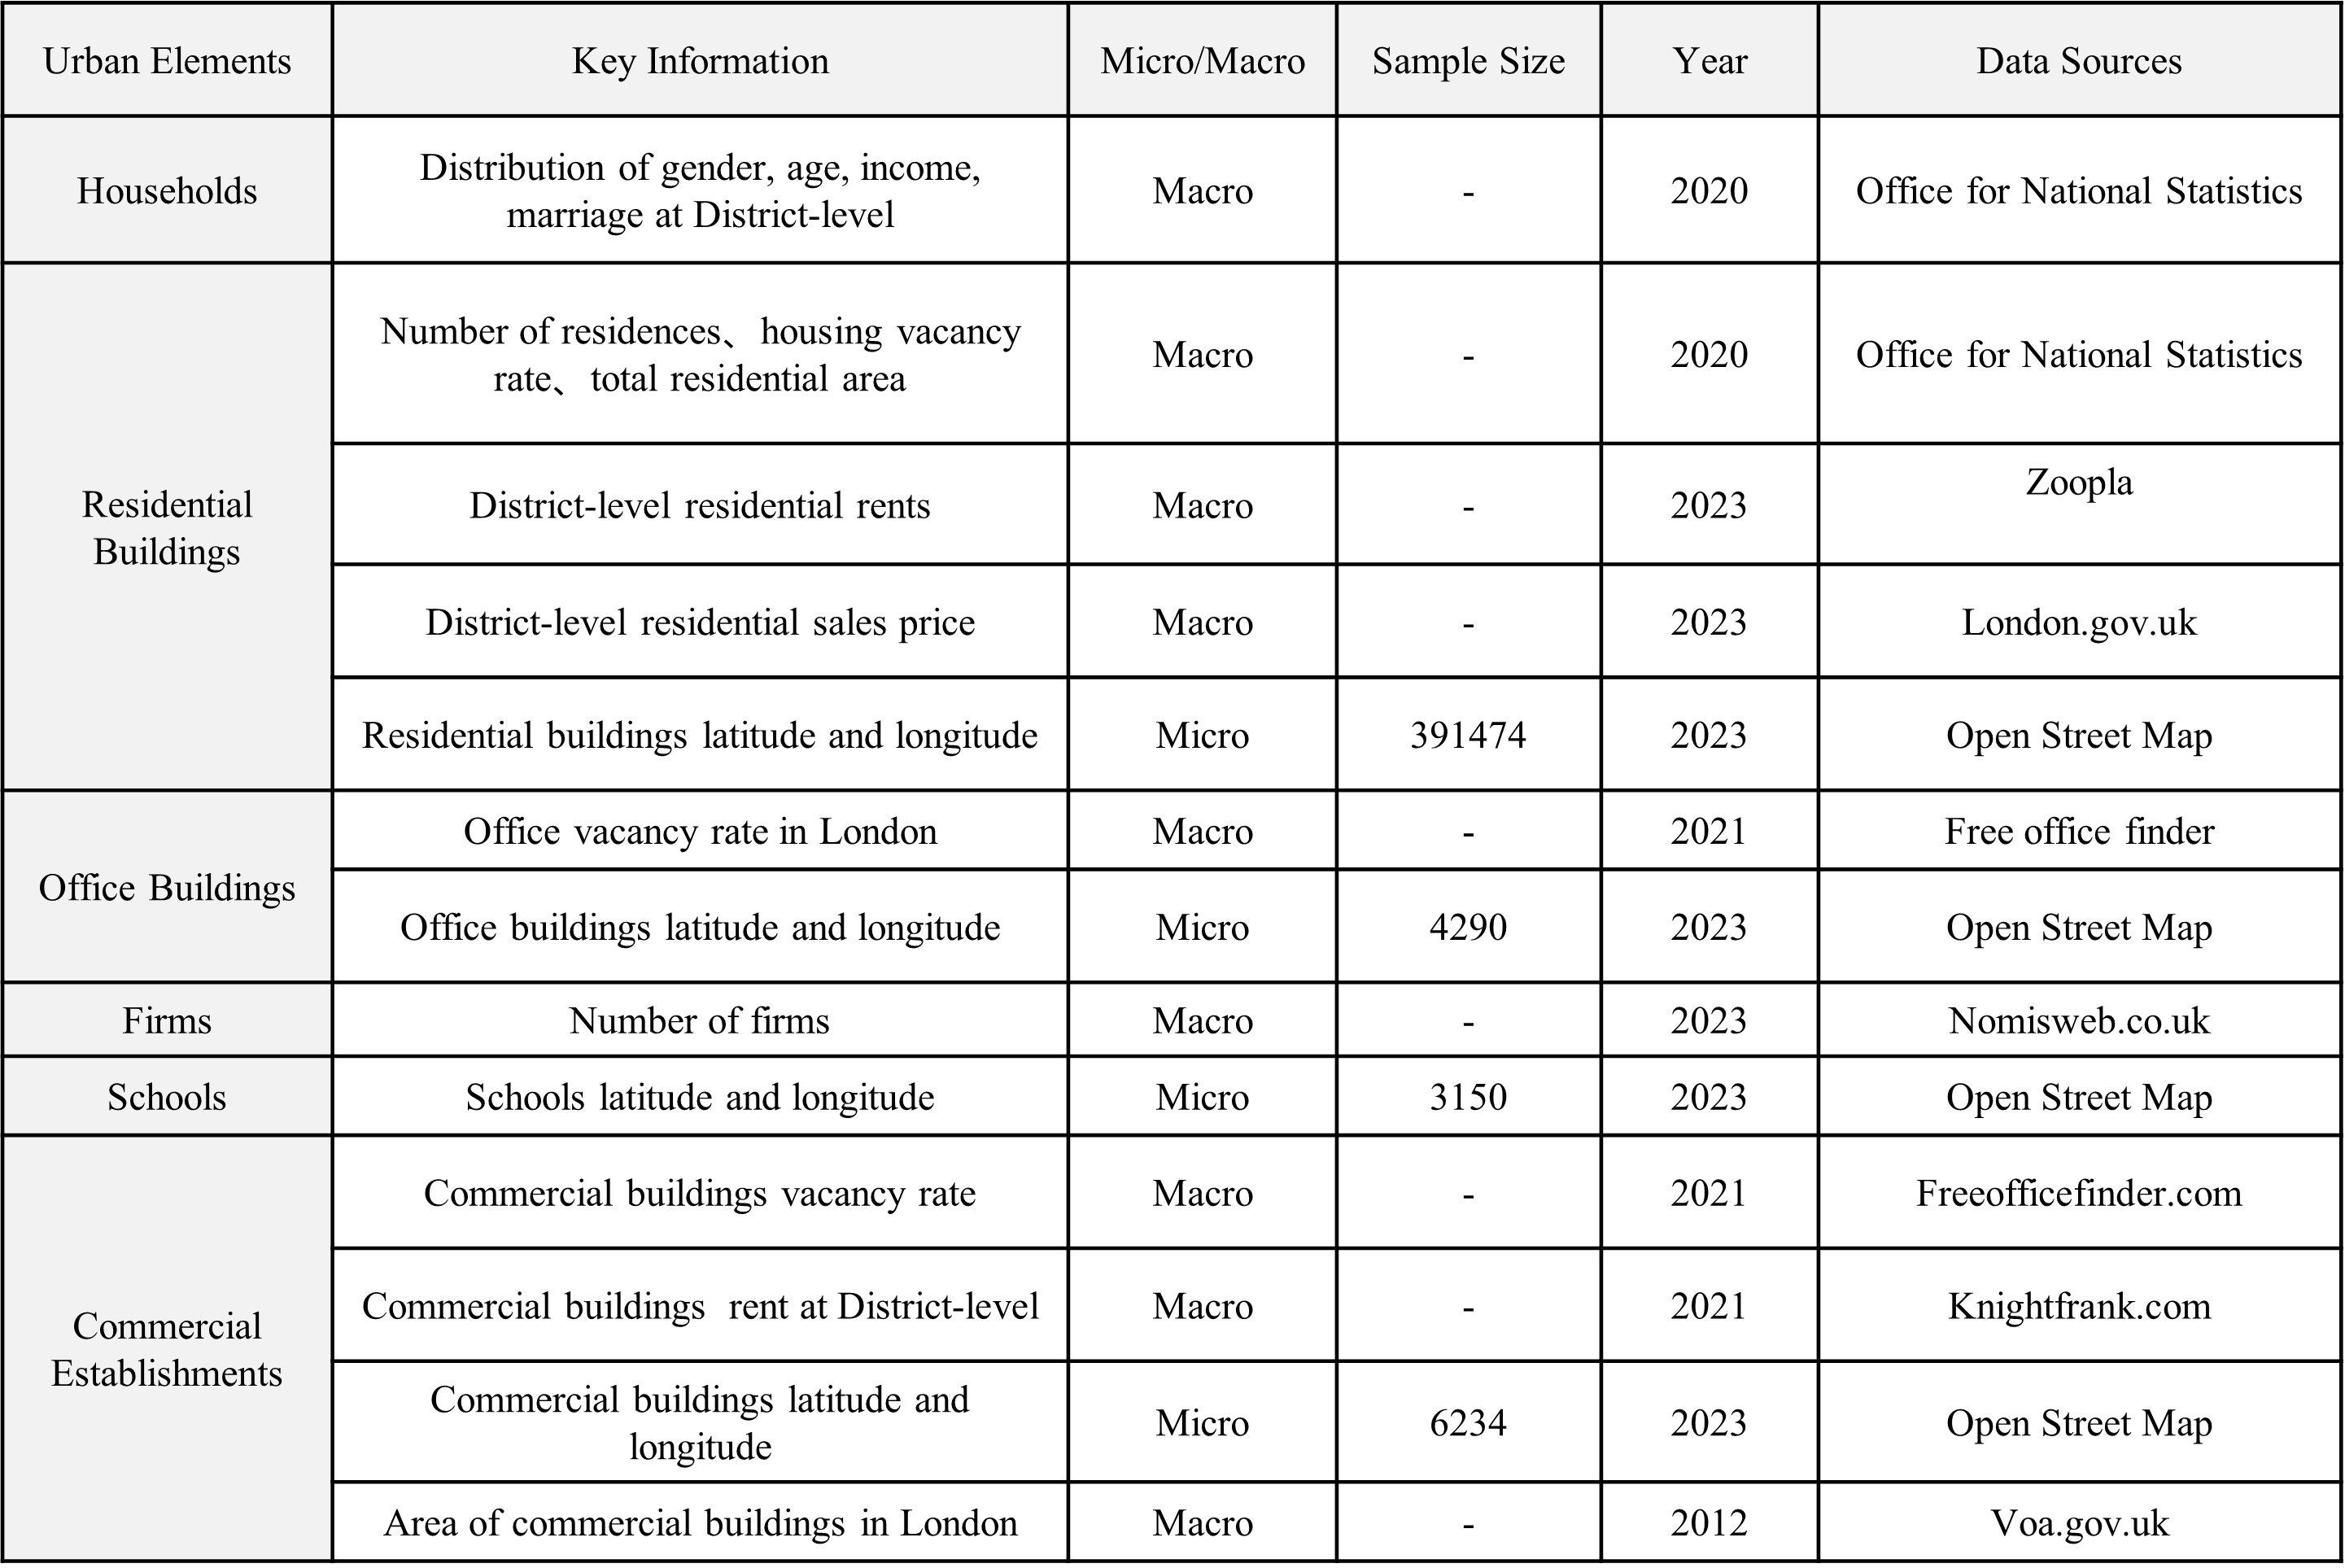 Urban Elements Key Information Micro/Macro Sample Size Year Data Sources
Households
Distribution of gender, age, income,
marriage at District-level
Macro - 2020 Office for National Statistics
Residential
Buildings
Number of residences、housing vacancy
rate、total residential area
Macro - 2020 Office for National Statistics
District-level residential rents Macro - 2023 Zoopla
District-level residential sales price Macro - 2023 London.gov.uk
Residential buildings latitude and longitude Micro 391474 2023 Open Street Map
Office Buildings
Office vacancy rate in London Macro - 2021 Free office finder
Office buildings latitude and longitude Micro 4290 2023 Open Street Map
Firms Number of firms Macro - 2023 Nomisweb.co.uk
Schools Schools latitude and longitude Micro 3150 2023 Open Street Map
Commercial
Establishments
Commercial buildings vacancy rate Macro - 2021 Freeofficefinder.com
Commercial buildings rent at District-level Macro - 2021 Knightfrank.com
Commercial buildings latitude and
longitude
Micro 6234 2023 Open Street Map
Area of commercial buildings in London Macro - 2012 Voa.gov.uk